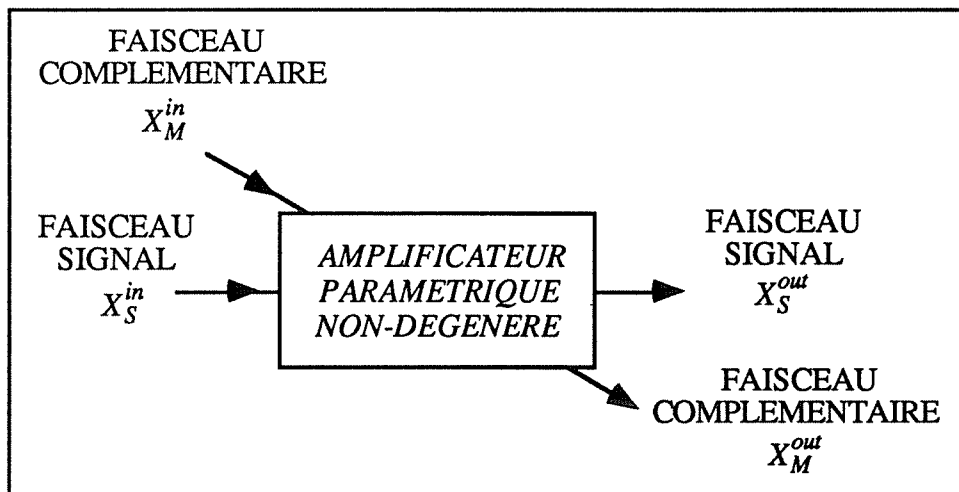 FAISCEAU
COMPLEMENTAIRE
X_M^{in}
FAISCEAU
SIGNAL
X_S^{in}
AMPLIFICATEUR
PARAMETRIQUE
NON-DEGENERE
FAISCEAU
SIGNAL
X_S^{out}
FAISCEAU
COMPLEMENTAIRE
X_M^{out}